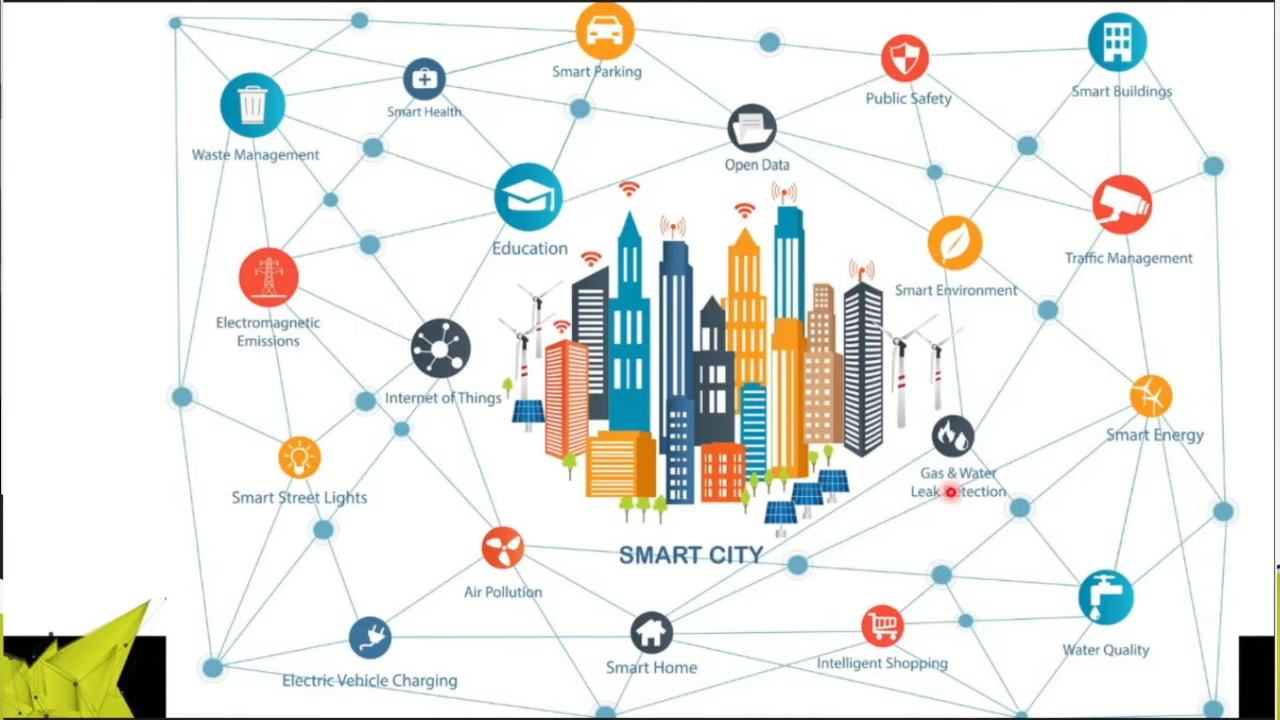 Smart Parking
Public Safety
Smart Buildings
Smart Health
Waste Management
Open Data
Education
Traffic Management
Smart Environment
Electromagnetic
Emissions
Internet of Things
Smart Energy
Gas & Water
Leak Detection
Smart Street Lights
SMART CITY
Air Pollution
Water Quality
Smart Home
Intelligent Shopping
Electric Vehicle Charging